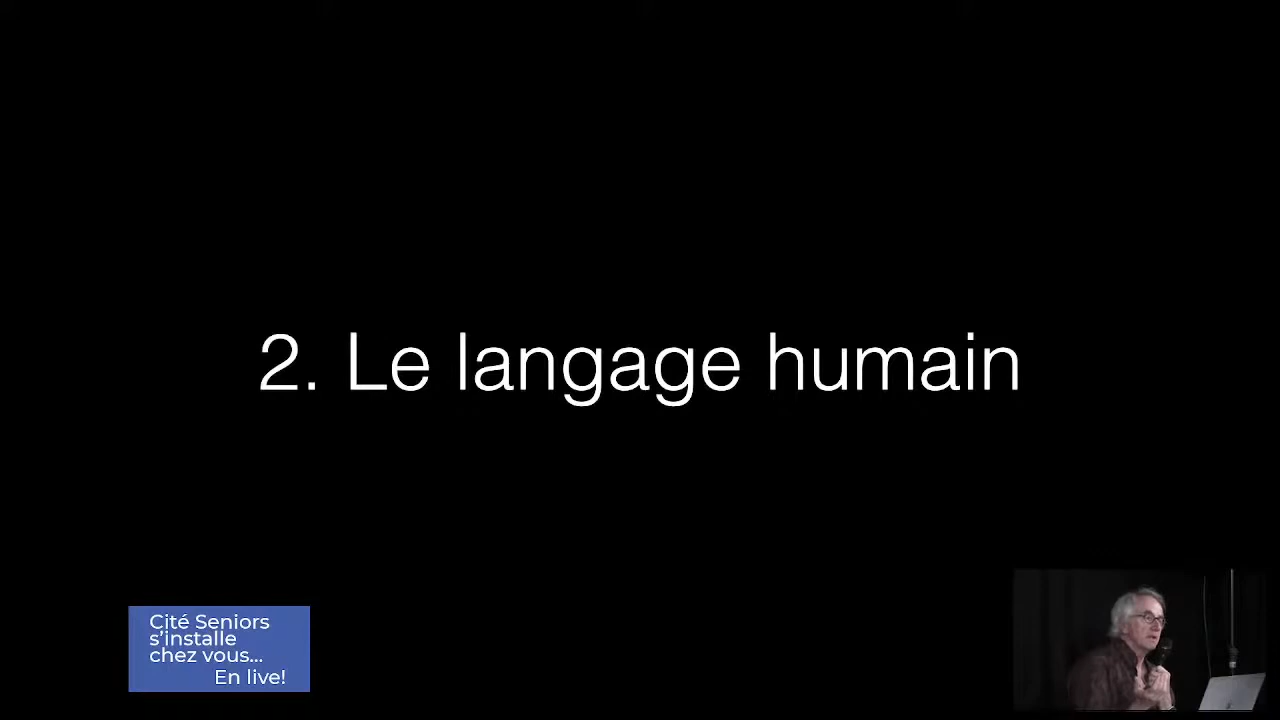 2. Le langage humain
Cité Seniors
s'installe
chez vous...
En live!